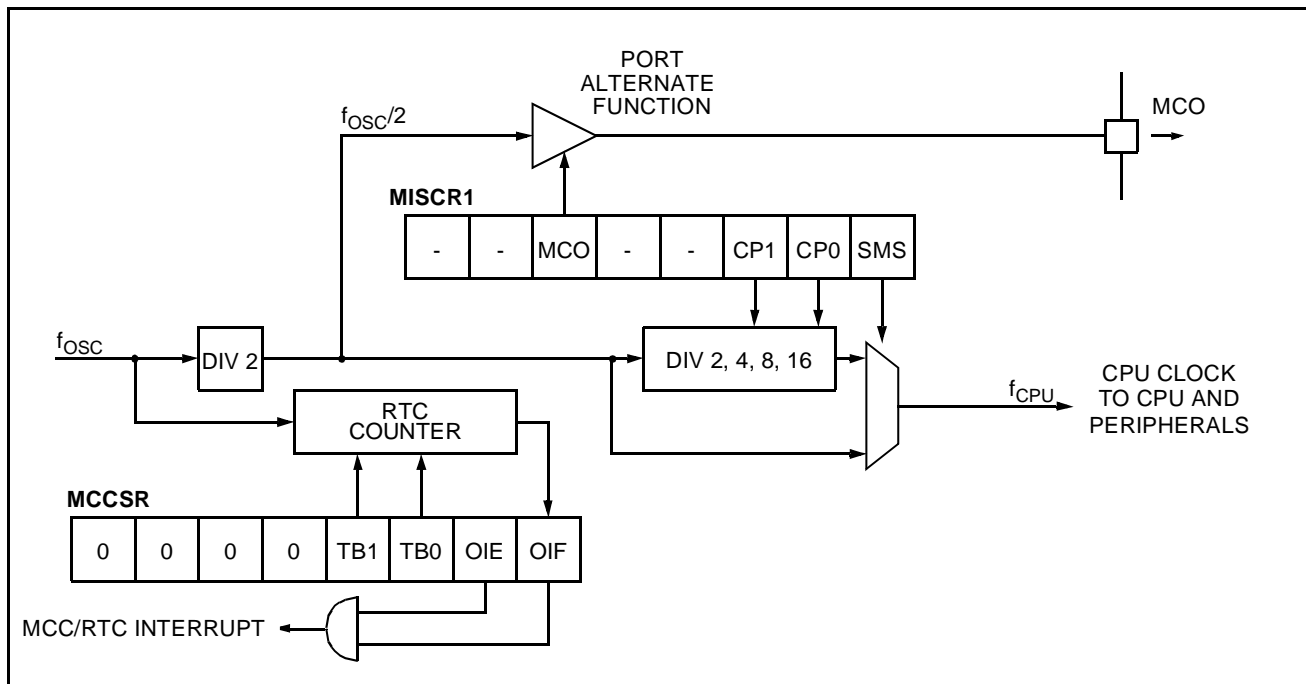 PORT
ALTERNATE
FUNCTION
fOSC/2
MCO
MISCR1
- - MCO - - CP1 CP0 SMS
fOSC
DIV 2
DIV 2, 4, 8, 16
fCPU
CPU CLOCK
TO CPU AND
PERIPHERALS
RTC
COUNTER
MCCSR
0 0 0 0 TB1 TB0 OIE OIF
MCC/RTC INTERRUPT